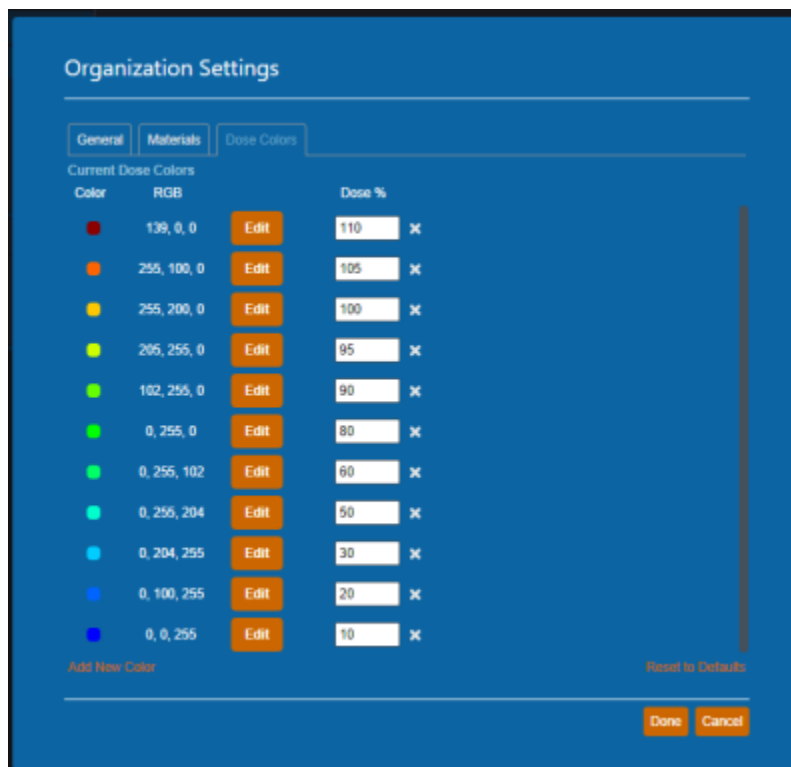 Organization Settings
General Materials Dose Colors
Current Dose Colors
Color RGB Dose %
139, 0, 0 Edit 110
255, 100, 0 Edit 105
255, 200, 0 Edit 100
205, 255, 0 Edit 95
102, 255, 0 Edit 90
0, 255, 0 Edit 80
0, 255, 102 Edit 60
0, 255, 204 Edit 50
0, 204, 255 Edit 30
0, 100, 255 Edit 20
0, 0, 255 Edit 10
Add New Color Reset to Defaults
Done Cancel